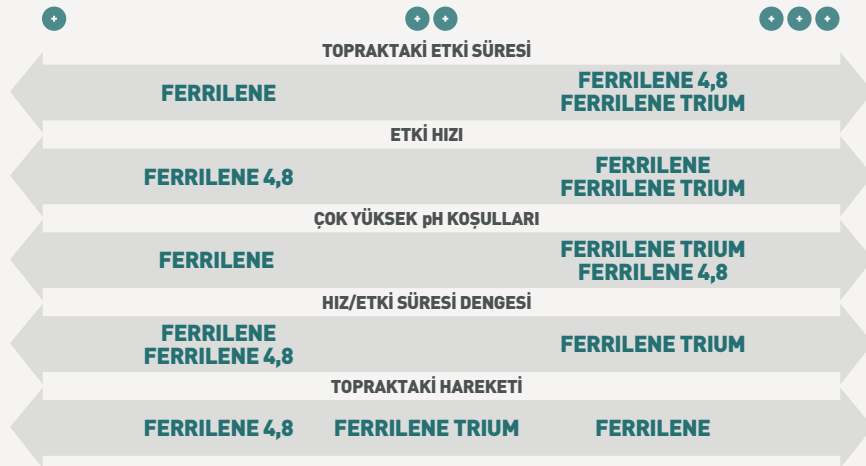 + ++ +++
TOPRAKTAKİ ETKİ SÜRESİ
FERRILENE
FERRILENE 4,8
FERRILENE TRIUM
ETKİ HIZI
FERRILENE 4,8
FERRILENE
FERRILENE TRIUM
ÇOK YÜKSEK pH KOŞULLARI
FERRILENE
FERRILENE TRIUM
FERRILENE 4,8
HIZ/ETKİ SÜRESİ DENGESİ
FERRILENE
FERRILENE 4,8
FERRILENE TRIUM
TOPRAKTAKİ HAREKETİ
FERRILENE 4,8 FERRILENE TRIUM FERRILENE